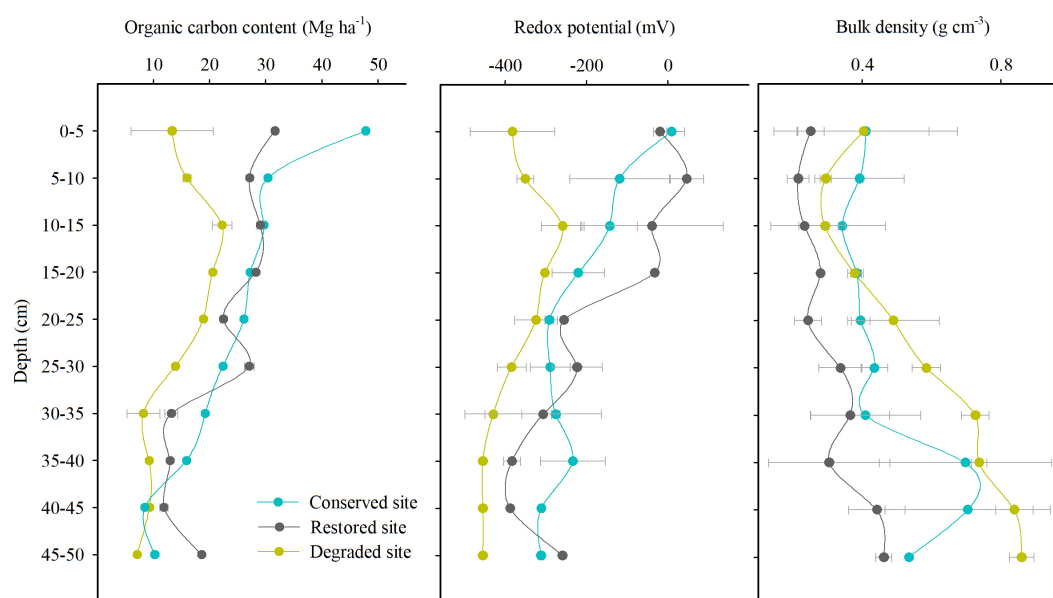 Organic carbon content (Mg ha⁻¹)
Redox potential (mV)
Bulk density (g cm⁻³)
10 20 30 40 50
-400 -200 0
0.4 0.8
Depth (cm)
0-5
5-10
10-15
15-20
20-25
25-30
30-35
35-40
40-45
45-50
Conserved site
Restored site
Degraded site